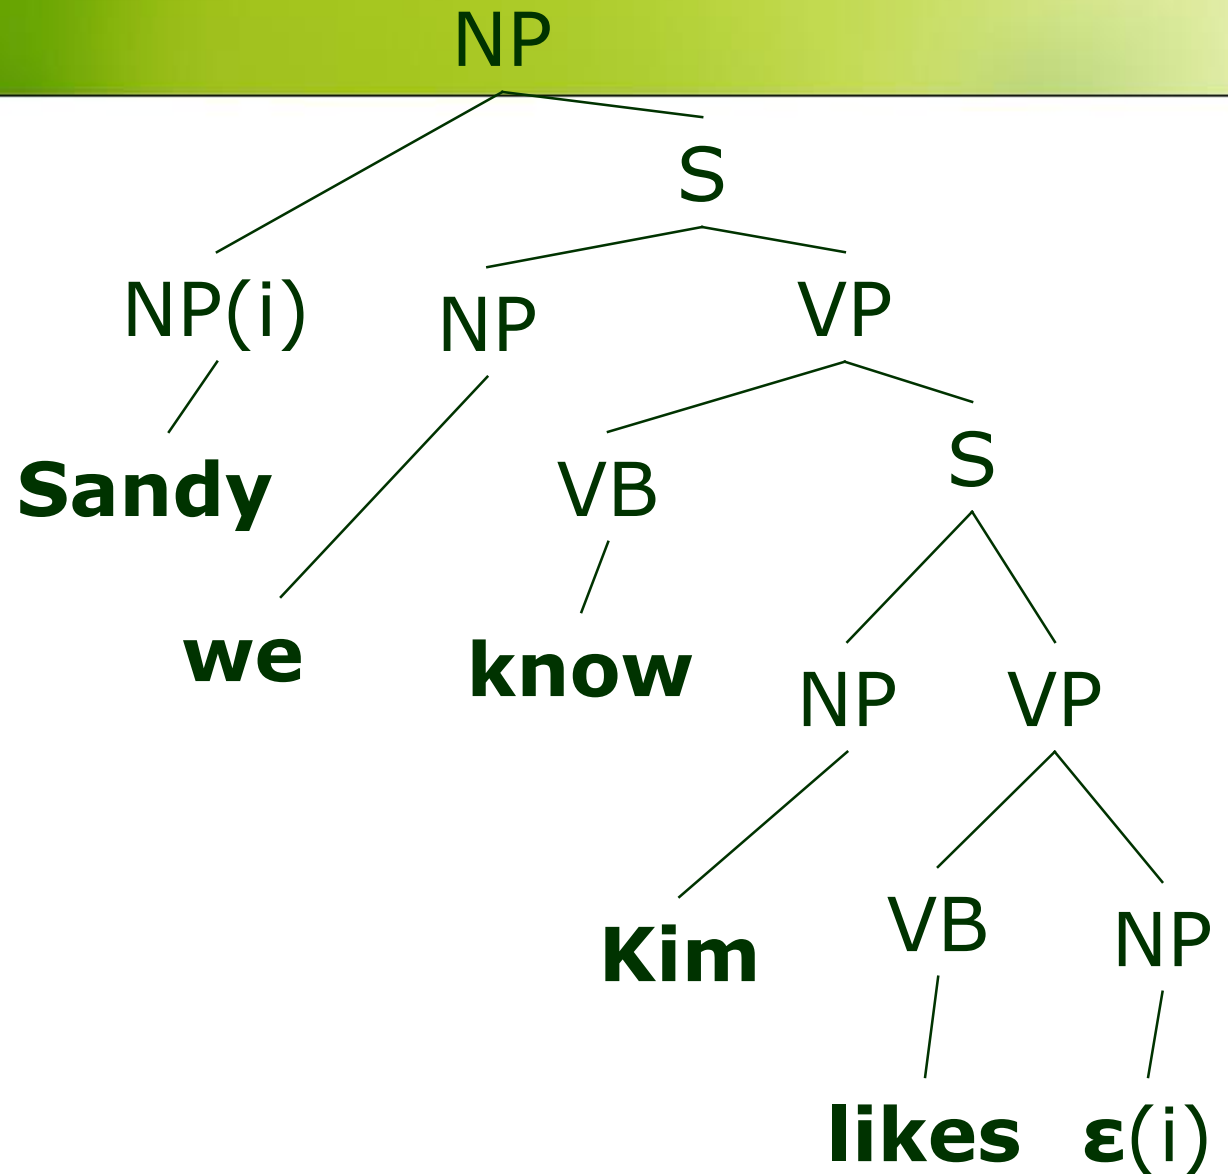 NP
S
NP(i) NP VP
Sandy VB S
we know NP VP
Kim VB NP
likes ε(i)